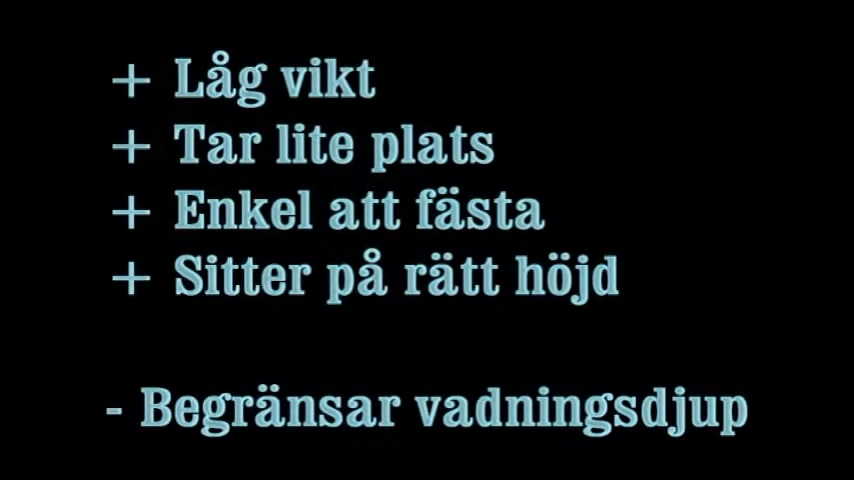 + Låg vikt
+ Tar lite plats
+ Enkel att fästa
+ Sitter på rätt höjd
- Begränsar vadningsdjup